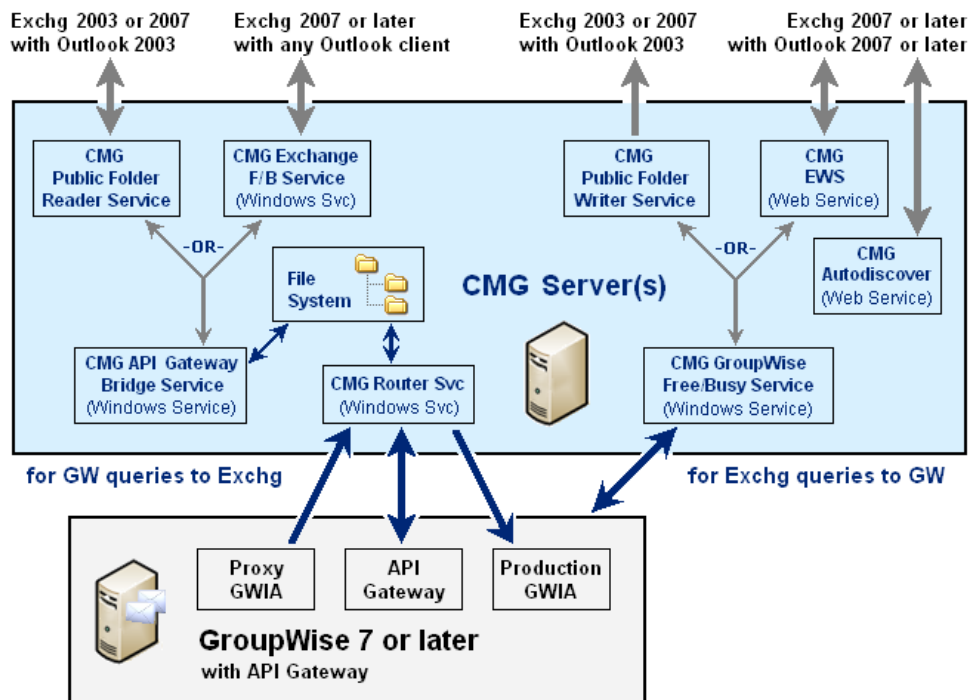 Exchg 2003 or 2007
with Outlook 2003
Exchg 2007 or later
with any Outlook client
Exchg 2003 or 2007
with Outlook 2003
Exchg 2007 or later
with Outlook 2007 or later
CMG
Public Folder
Reader Service
CMG Exchange
F/B Service
(Windows Svc)
CMG
Public Folder
Writer Service
CMG
EWS
(Web Service)
-OR-
-OR-
CMG
Autodiscover
(Web Service)
File
System
CMG Server(s)
CMG API Gateway
Bridge Service
(Windows Service)
CMG Router Svc
(Windows Svc)
CMG GroupWise
Free/Busy Service
(Windows Service)
for GW queries to Exchg
for Exchg queries to GW
Proxy
GWIA
API
Gateway
Production
GWIA
GroupWise 7 or later
with API Gateway